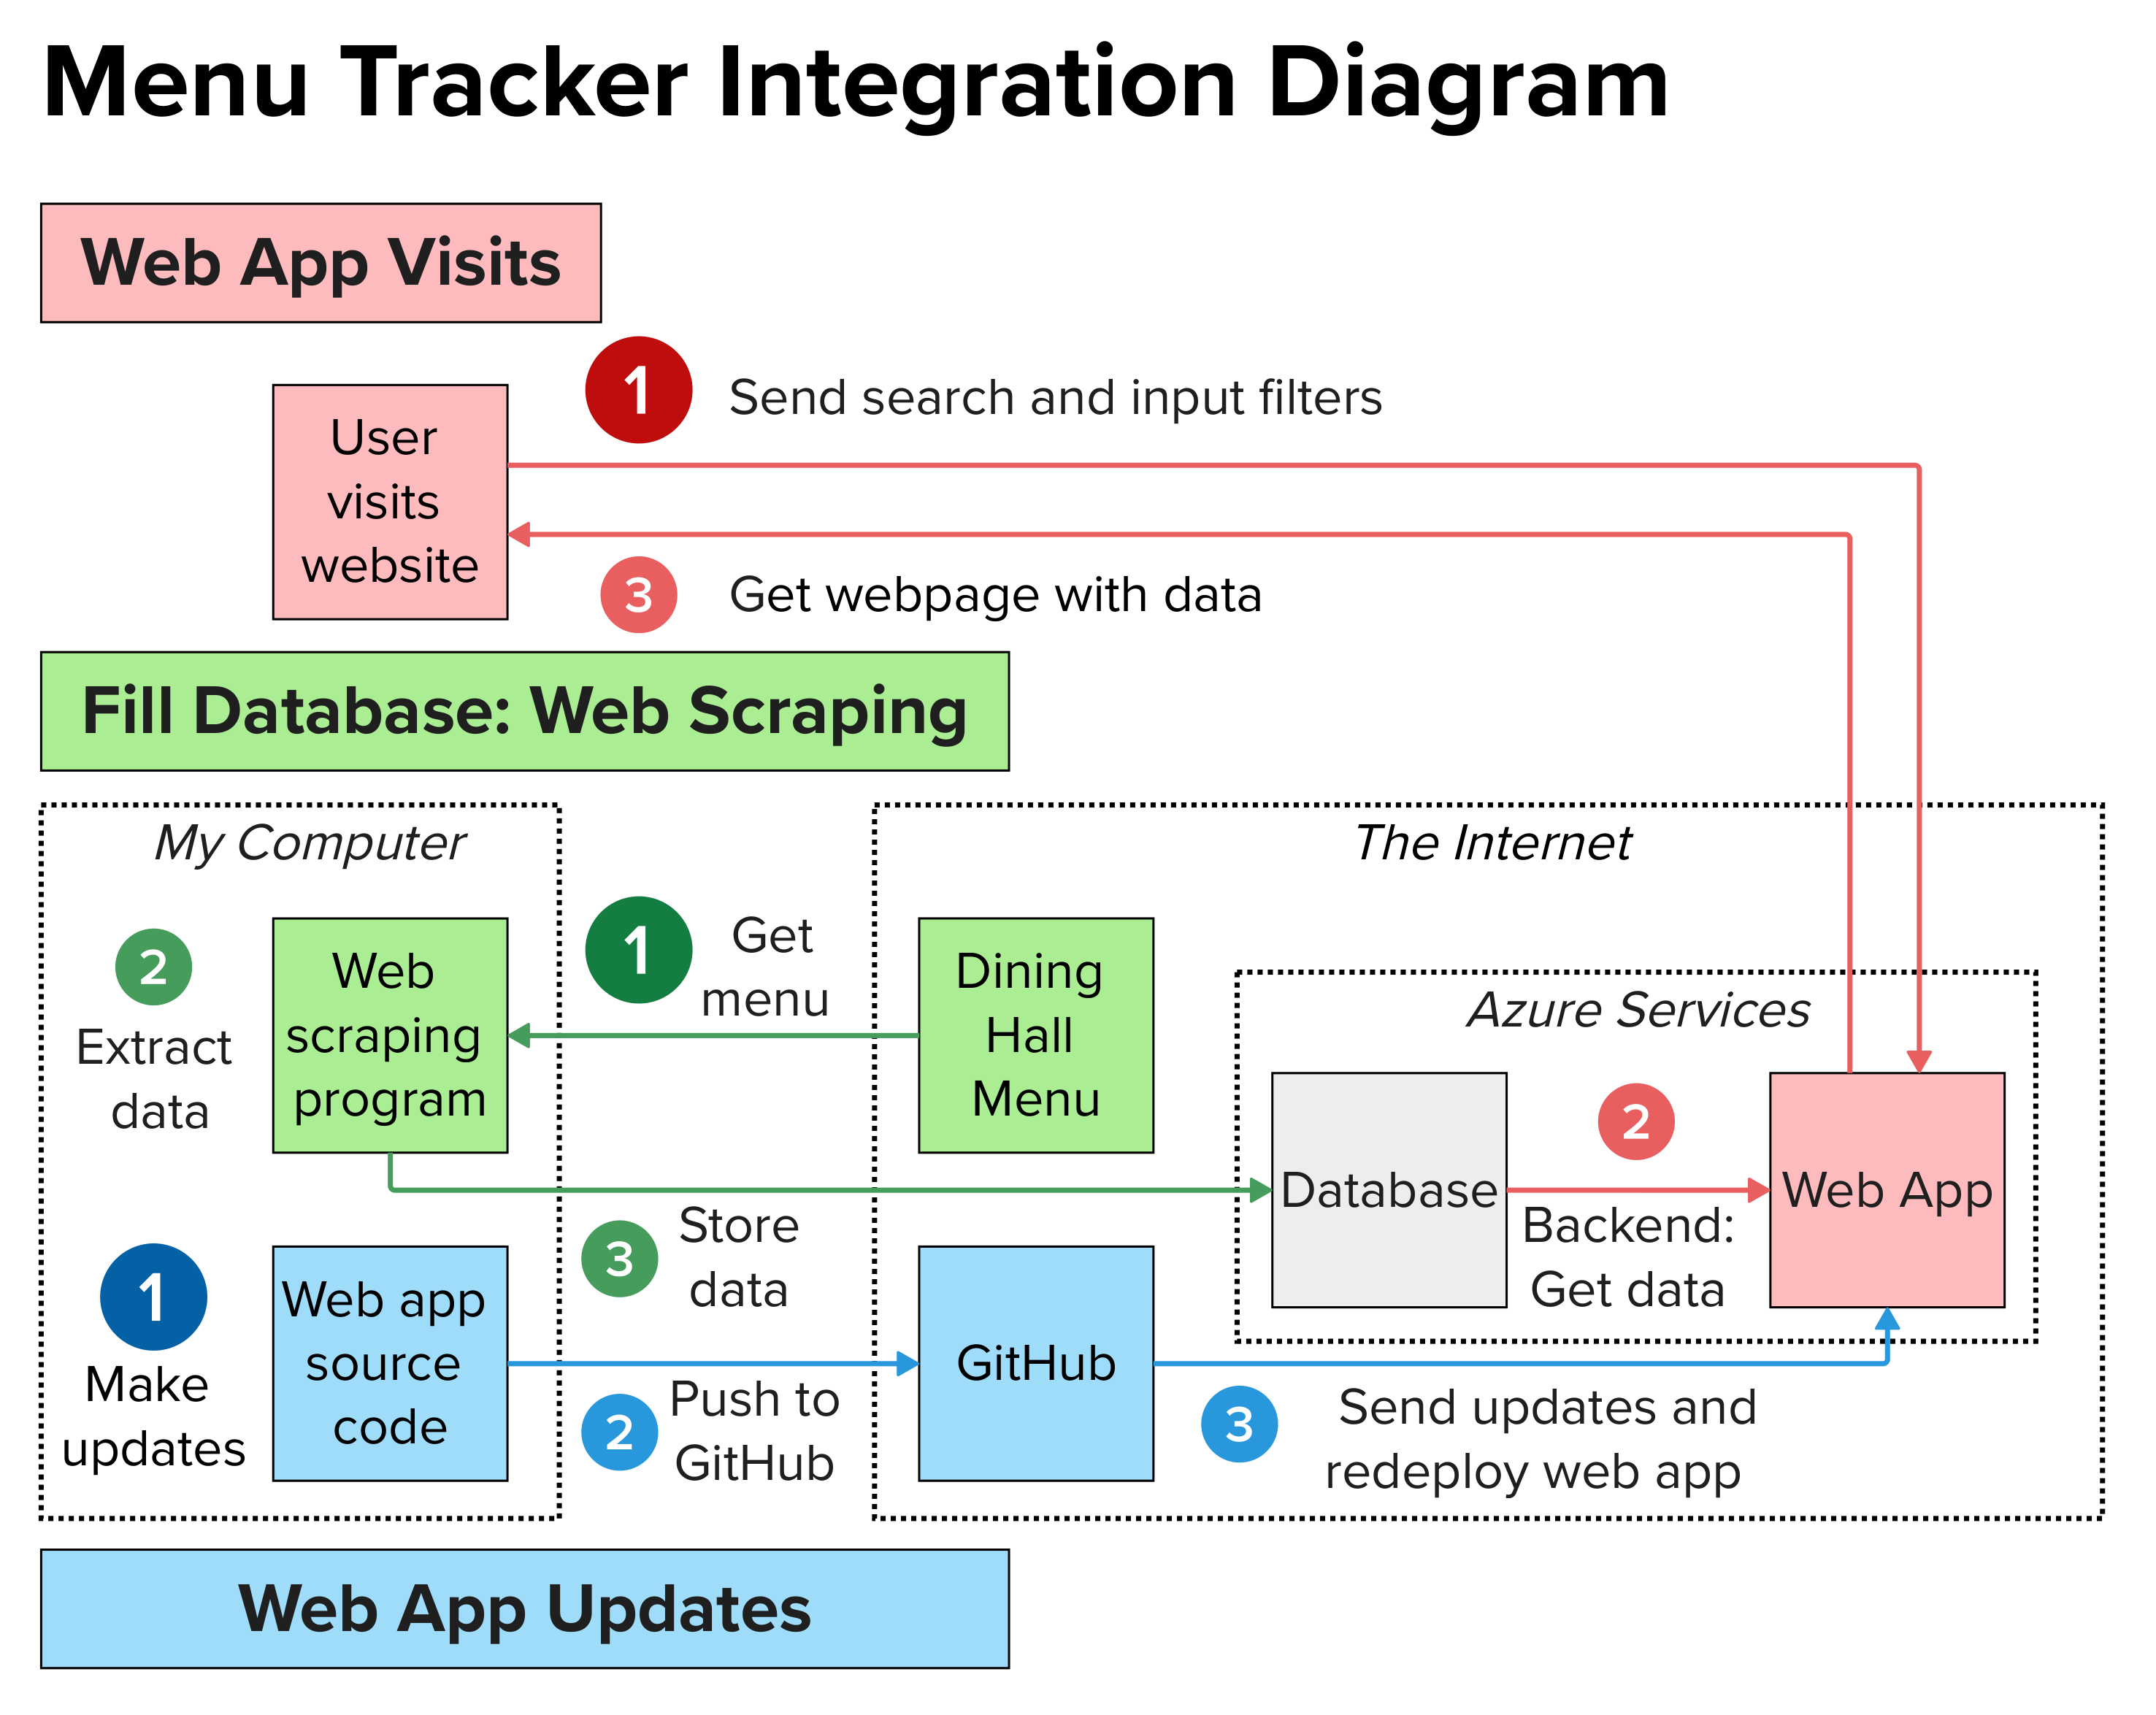 Menu Tracker Integration Diagram
Web App Visits
1
Send search and input filters
User
visits
website
3
Get webpage with data
Fill Database: Web Scraping
My Computer
The Internet
2
Extract
data
Web
scraping
program
1
Get
menu
Dining
Hall
Menu
Azure Services
Database
2
Backend:
Get data
Web App
3
Store
data
1
Make
updates
Web app
source
code
2
Push to
GitHub
GitHub
3
Send updates and
redeploy web app
Web App Updates